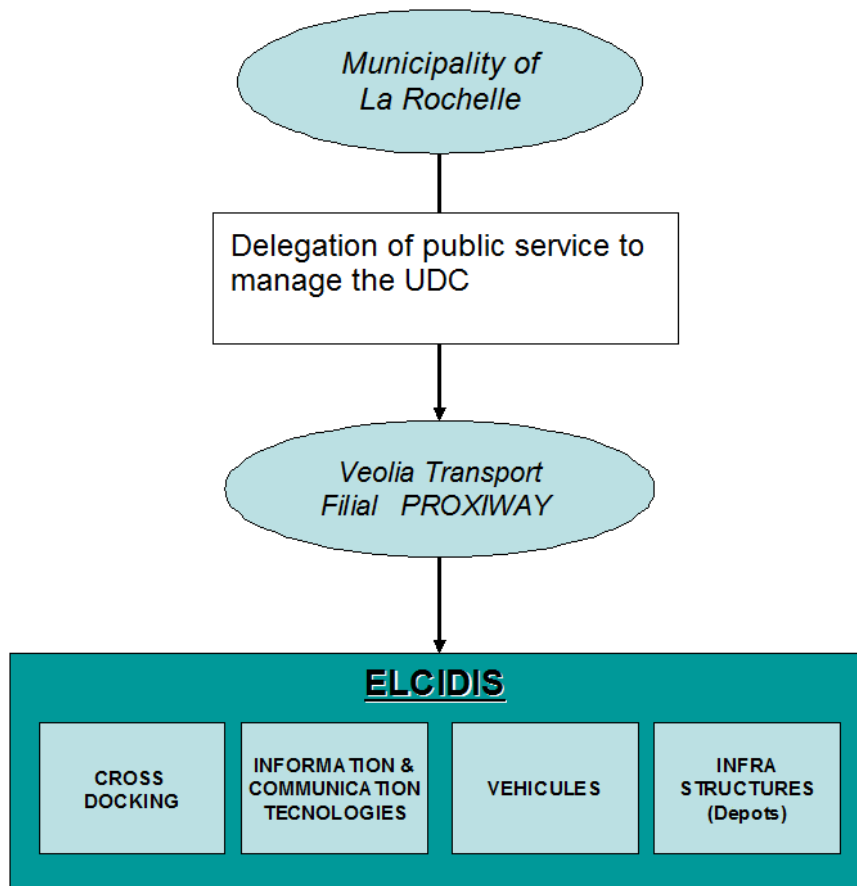 Municipality of
La Rochelle
Delegation of public service to
manage the UDC
Veolia Transport
Filial PROXIWAY
ELCIDIS
CROSS
DOCKING
INFORMATION &
COMMUNICATION
TECNOLOGIES
VEHICULES
INFRA
STRUCTURES
(Depots)